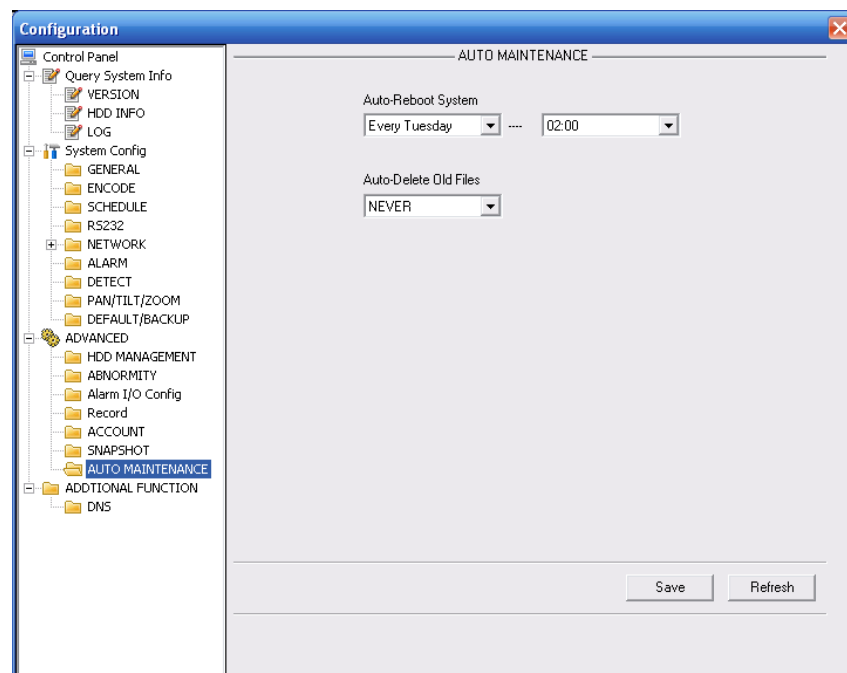 Configuration
Control Panel
Query System Info
VERSION
HDD INFO
LOG
System Config
GENERAL
ENCODE
SCHEDULE
RS232
NETWORK
ALARM
DETECT
PAN/TILT/ZOOM
DEFAULT/BACKUP
ADVANCED
HDD MANAGEMENT
ABNORMITY
Alarm I/O Config
Record
ACCOUNT
SNAPSHOT
AUTO MAINTENANCE
ADDTIONAL FUNCTION
DNS
AUTO MAINTENANCE
Auto-Reboot System
Every Tuesday ---- 02:00
Auto-Delete Old Files
NEVER
Save Refresh